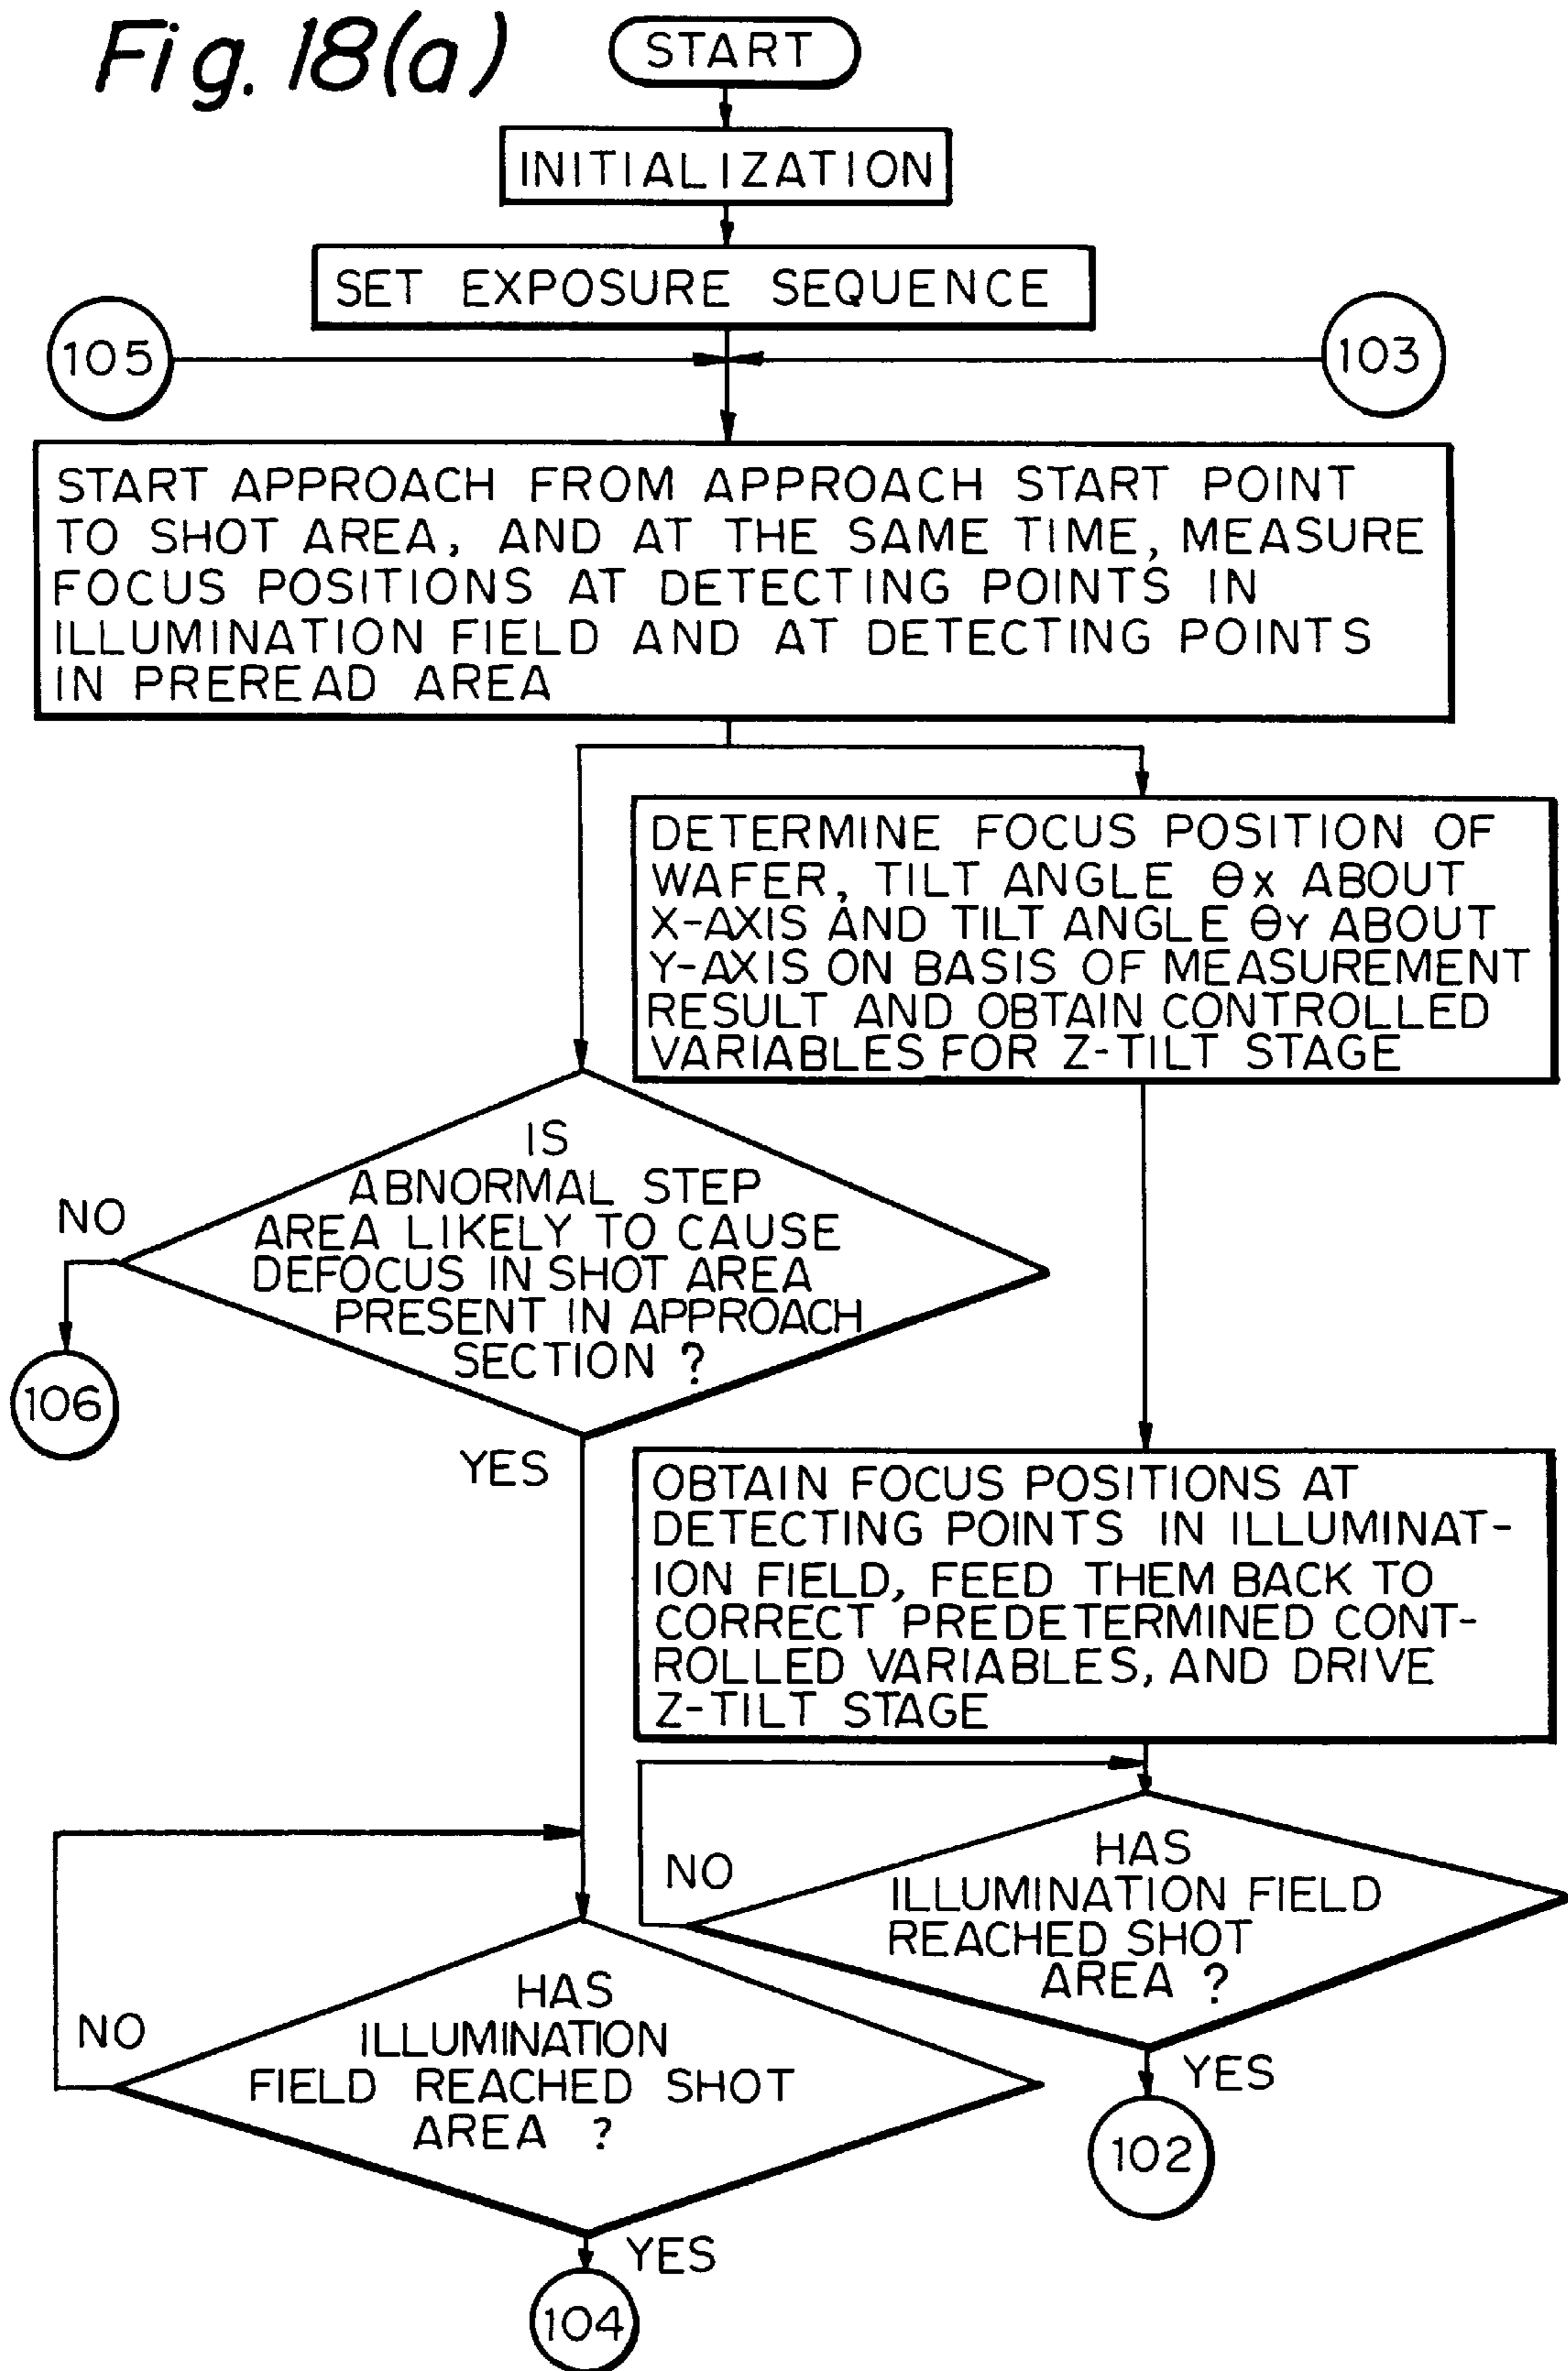 Fig. 18(a)
START
INITIALIZATION
SET EXPOSURE SEQUENCE
105
103
START APPROACH FROM APPROACH START POINT
TO SHOT AREA, AND AT THE SAME TIME, MEASURE
FOCUS POSITIONS AT DETECTING POINTS IN
ILLUMINATION FIELD AND AT DETECTING POINTS
IN PREREAD AREA
DETERMINE FOCUS POSITION OF
WAFER, TILT ANGLE θX ABOUT
X-AXIS AND TILT ANGLE θY ABOUT
Y-AXIS ON BASIS OF MEASUREMENT
RESULT AND OBTAIN CONTROLLED
VARIABLES FOR Z-TILT STAGE
IS
ABNORMAL STEP
AREA LIKELY TO CAUSE
DEFOCUS IN SHOT AREA
PRESENT IN APPROACH
SECTION ?
NO
106
YES
OBTAIN FOCUS POSITIONS AT
DETECTING POINTS IN ILLUMINAT-
ION FIELD, FEED THEM BACK TO
CORRECT PREDETERMINED CONT-
ROLLED VARIABLES, AND DRIVE
Z-TILT STAGE
HAS
ILLUMINATION FIELD
REACHED SHOT
AREA ?
NO
YES
102
HAS
ILLUMINATION
FIELD REACHED SHOT
AREA ?
NO
YES
104